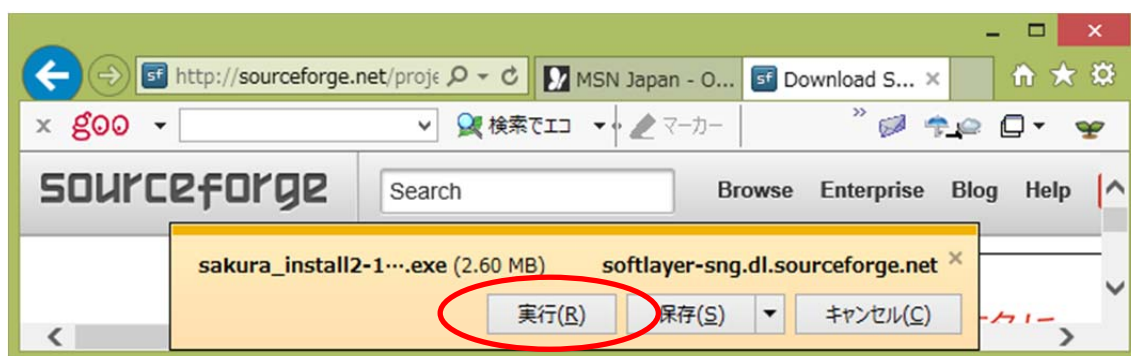 http://sourceforge.net/proje MSN Japan - O... sf Download S...
goo 検索でエコ マーカー
sourceforge Search Browse Enterprise Blog Help
sakura_install2-1….exe (2.60 MB) softlayer-sng.dl.sourceforge.net
実行(R) 保存(S) キャンセル(C)